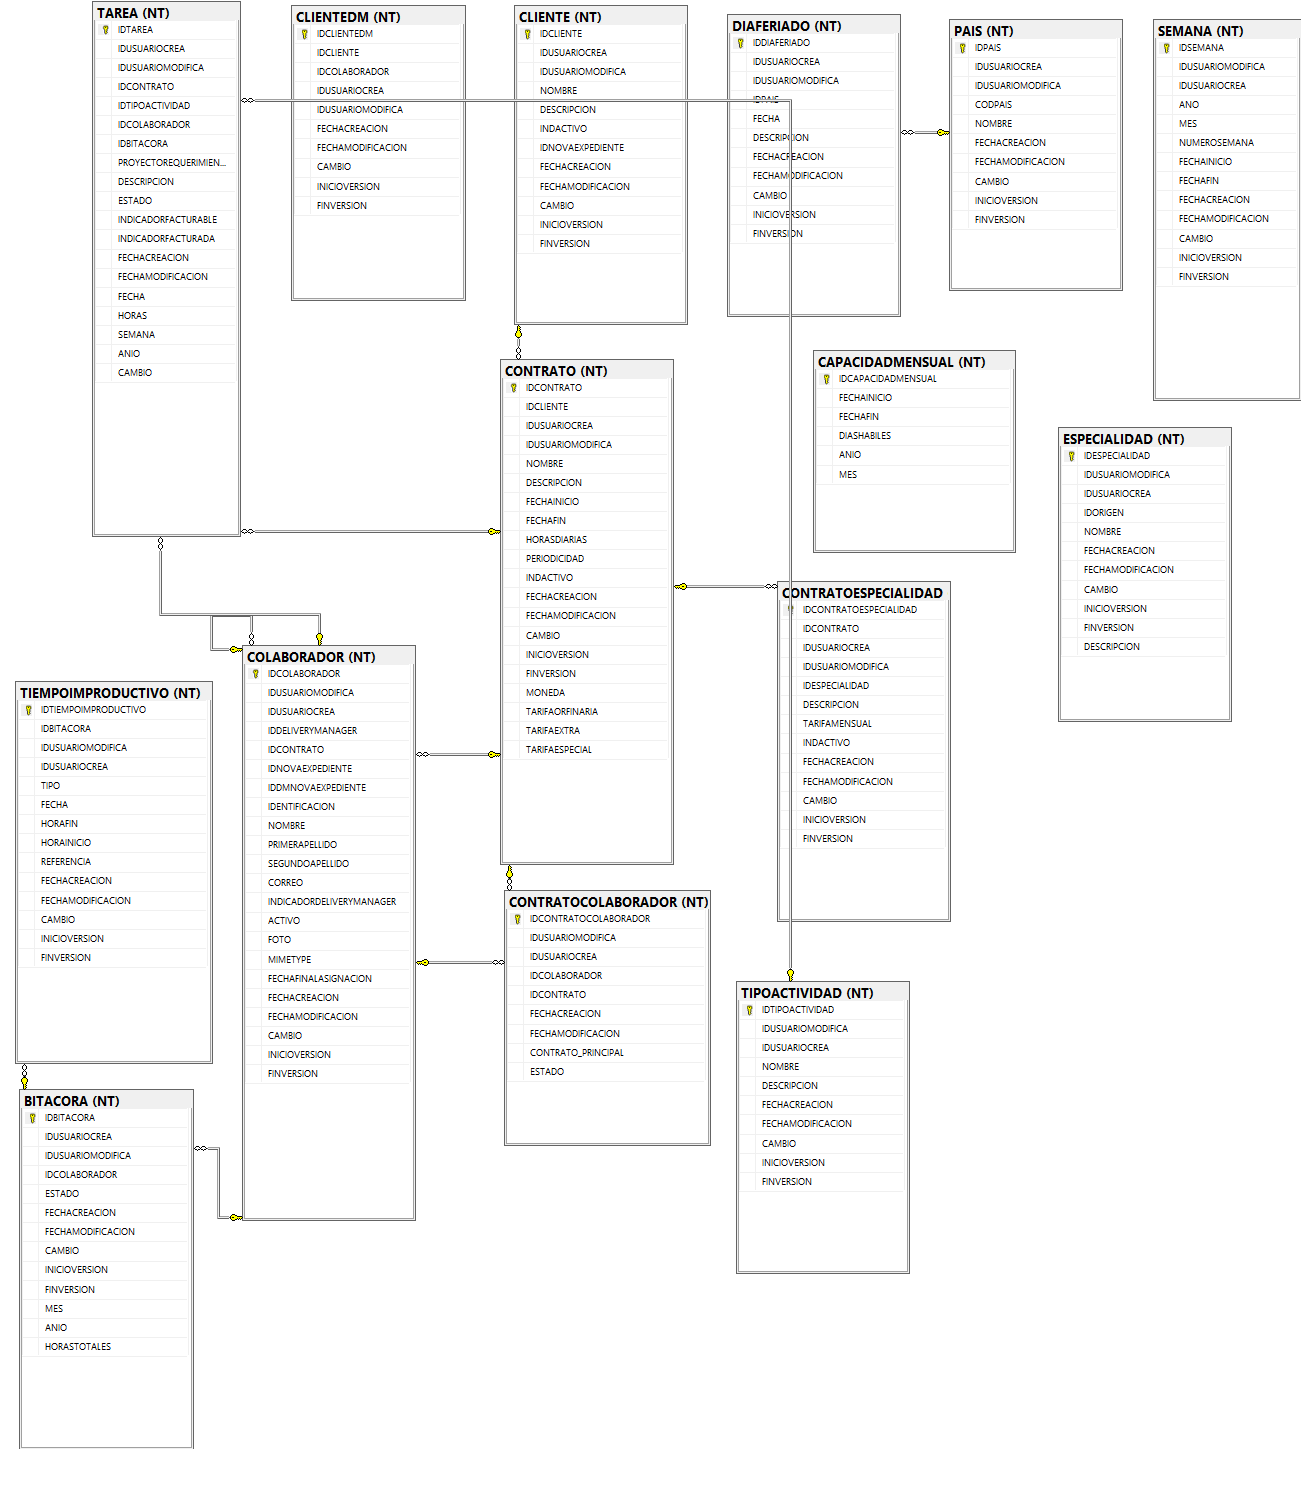 TAREA (NT)
IDTAREA
IDUSUARIOCREA
IDUSUARIOMODIFICA
IDCONTRATO
IDTIPOACTIVIDAD
IDCOLABORADOR
IDBITACORA
PROYECTOREQUERIMIEN...
DESCRIPCION
ESTADO
INDICADORFACTURABLE
INDICADORFACTURADA
FECHACREACION
FECHAMODIFICACION
FECHA
HORAS
SEMANA
ANIO
CAMBIO
CLIENTEDM (NT)
IDCLIENTEDM
IDCLIENTE
IDCOLABORADOR
IDUSUARIOCREA
IDUSUARIOMODIFICA
FECHACREACION
FECHAMODIFICACION
CAMBIO
INICIOVERSION
FINVERSION
CLIENTE (NT)
IDCLIENTE
IDUSUARIOCREA
IDUSUARIOMODIFICA
NOMBRE
DESCRIPCION
INDACTIVO
IDNOVAEXPEDIENTE
FECHACREACION
FECHAMODIFICACION
CAMBIO
INICIOVERSION
FINVERSION
DIAFERIADO (NT)
IDDIAFERIADO
IDUSUARIOCREA
IDUSUARIOMODIFICA
IDPAIS
FECHA
DESCRIPCION
FECHACREACION
FECHAMODIFICACION
CAMBIO
INICIOVERSION
FINVERSION
PAIS (NT)
IDPAIS
IDUSUARIOCREA
IDUSUARIOMODIFICA
CODPAIS
NOMBRE
FECHACREACION
FECHAMODIFICACION
CAMBIO
INICIOVERSION
FINVERSION
SEMANA (NT)
IDSEMANA
IDUSUARIOMODIFICA
IDUSUARIOCREA
ANO
MES
NUMEROSEMANA
FECHAINICIO
FECHAFIN
FECHACREACION
FECHAMODIFICACION
CAMBIO
INICIOVERSION
FINVERSION
CONTRATO (NT)
IDCONTRATO
IDCLIENTE
IDUSUARIOCREA
IDUSUARIOMODIFICA
NOMBRE
DESCRIPCION
FECHAINICIO
FECHAFIN
HORASDIARIAS
PERIODICIDAD
INDACTIVO
FECHACREACION
FECHAMODIFICACION
CAMBIO
INICIOVERSION
FINVERSION
MONEDA
TARIFAORFINARIA
TARIFAEXTRA
TARIFAESPECIAL
CAPACIDADMENSUAL (NT)
IDCAPACIDADMENSUAL
FECHAINICIO
FECHAFIN
DIASHABILES
ANIO
MES
ESPECIALIDAD (NT)
IDESPECIALIDAD
IDUSUARIOMODIFICA
IDUSUARIOCREA
IDORIGEN
NOMBRE
FECHACREACION
FECHAMODIFICACION
CAMBIO
INICIOVERSION
FINVERSION
DESCRIPCION
CONTRATOESPECIALIDAD
IDCONTRATOESPECIALIDAD
IDCONTRATO
IDUSUARIOCREA
IDUSUARIOMODIFICA
IDESPECIALIDAD
DESCRIPCION
TARIFAMENSUAL
INDACTIVO
FECHACREACION
FECHAMODIFICACION
CAMBIO
INICIOVERSION
FINVERSION
COLABORADOR (NT)
IDCOLABORADOR
IDUSUARIOMODIFICA
IDUSUARIOCREA
IDDELIVERYMANAGER
IDCONTRATO
IDNOVAEXPEDIENTE
IDDMNOVAEXPEDIENTE
IDENTIFICACION
NOMBRE
PRIMERAPELLIDO
SEGUNDOAPELLIDO
CORREO
INDICADORDELIVERYMANAGER
ACTIVO
FOTO
MIMETYPE
FECHAFINALASIGNACION
FECHACREACION
FECHAMODIFICACION
CAMBIO
INICIOVERSION
FINVERSION
TIEMPOIMPRODUCTIVO (NT)
IDTIEMPOIMPRODUCTIVO
IDBITACORA
IDUSUARIOMODIFICA
IDUSUARIOCREA
TIPO
FECHA
HORAFIN
HORAINICIO
REFERENCIA
FECHACREACION
FECHAMODIFICACION
CAMBIO
INICIOVERSION
FINVERSION
CONTRATOCOLABORADOR (NT)
IDCONTRATOCOLABORADOR
IDUSUARIOMODIFICA
IDUSUARIOCREA
IDCOLABORADOR
IDCONTRATO
FECHACREACION
FECHAMODIFICACION
CONTRATO_PRINCIPAL
ESTADO
TIPOACTIVIDAD (NT)
IDTIPOACTIVIDAD
IDUSUARIOMODIFICA
IDUSUARIOCREA
NOMBRE
DESCRIPCION
FECHACREACION
FECHAMODIFICACION
CAMBIO
INICIOVERSION
FINVERSION
BITACORA (NT)
IDBITACORA
IDUSUARIOCREA
IDUSUARIOMODIFICA
IDCOLABORADOR
ESTADO
FECHACREACION
FECHAMODIFICACION
CAMBIO
INICIOVERSION
FINVERSION
MES
ANIO
HORASTOTALES